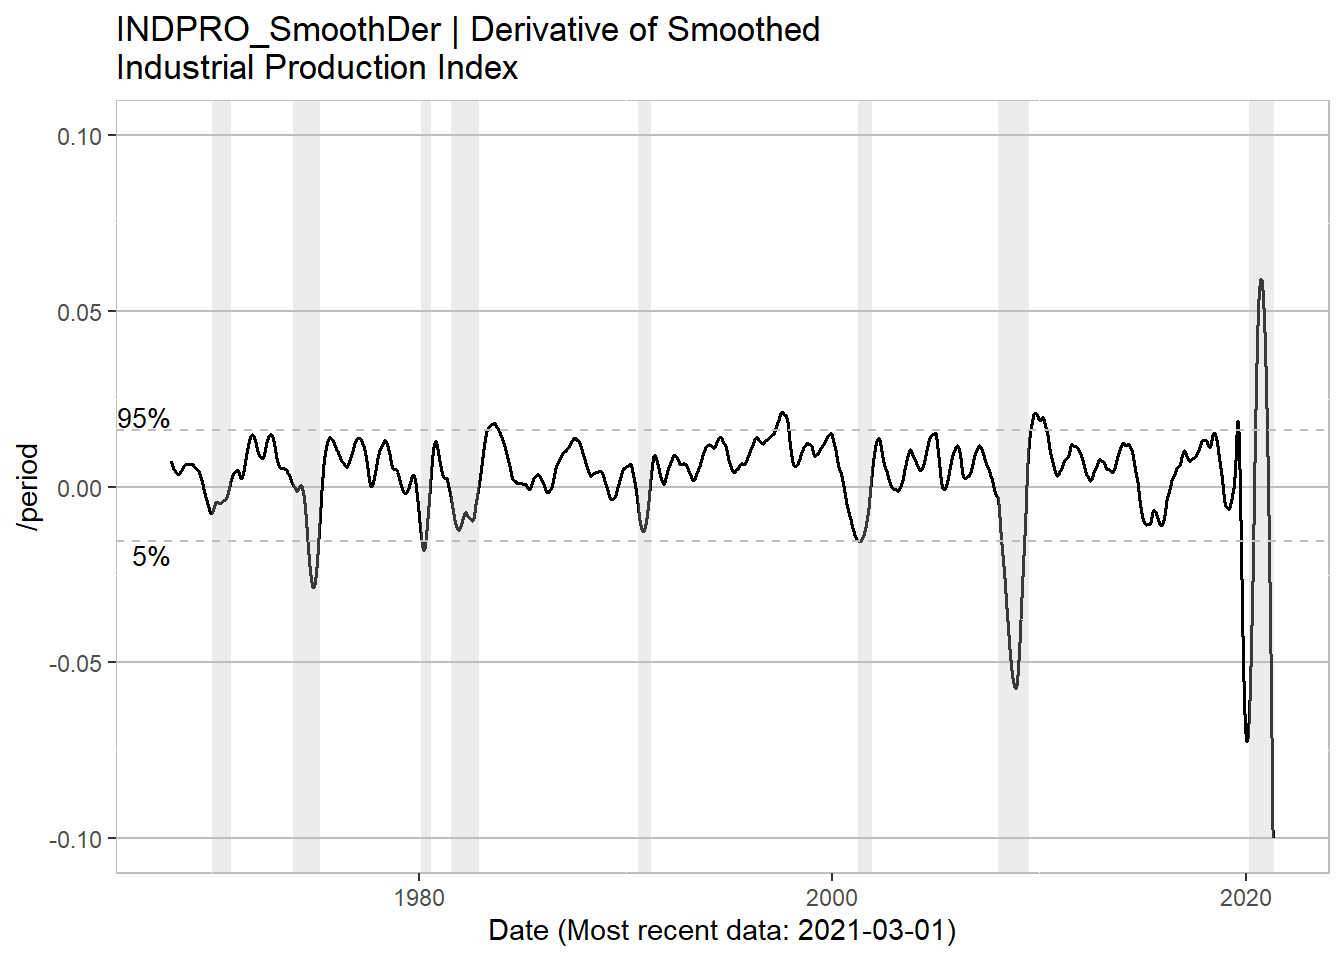 INDPRO_SmoothDer | Derivative of Smoothed
Industrial Production Index
0.10
0.05
0.00
-0.05
-0.10
/period
95%
5%
1980
2000
2020
Date (Most recent data: 2021-03-01)